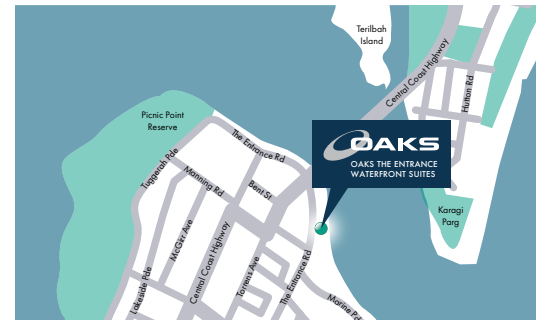 Terilbah
Island
Central Coast Highway
Hutton Rd
Picnic Point
Reserve
The Entrance Rd
OAKS
OAKS THE ENTRANCE
WATERFRONT SUITES
Tuggerah Pde
Manning Rd
Bent St
Karagi
Parg
McGirr Ave
Central Coast Highway
Torrens Ave
The Entrance Rd
Lakeside Pde
Marine Pde